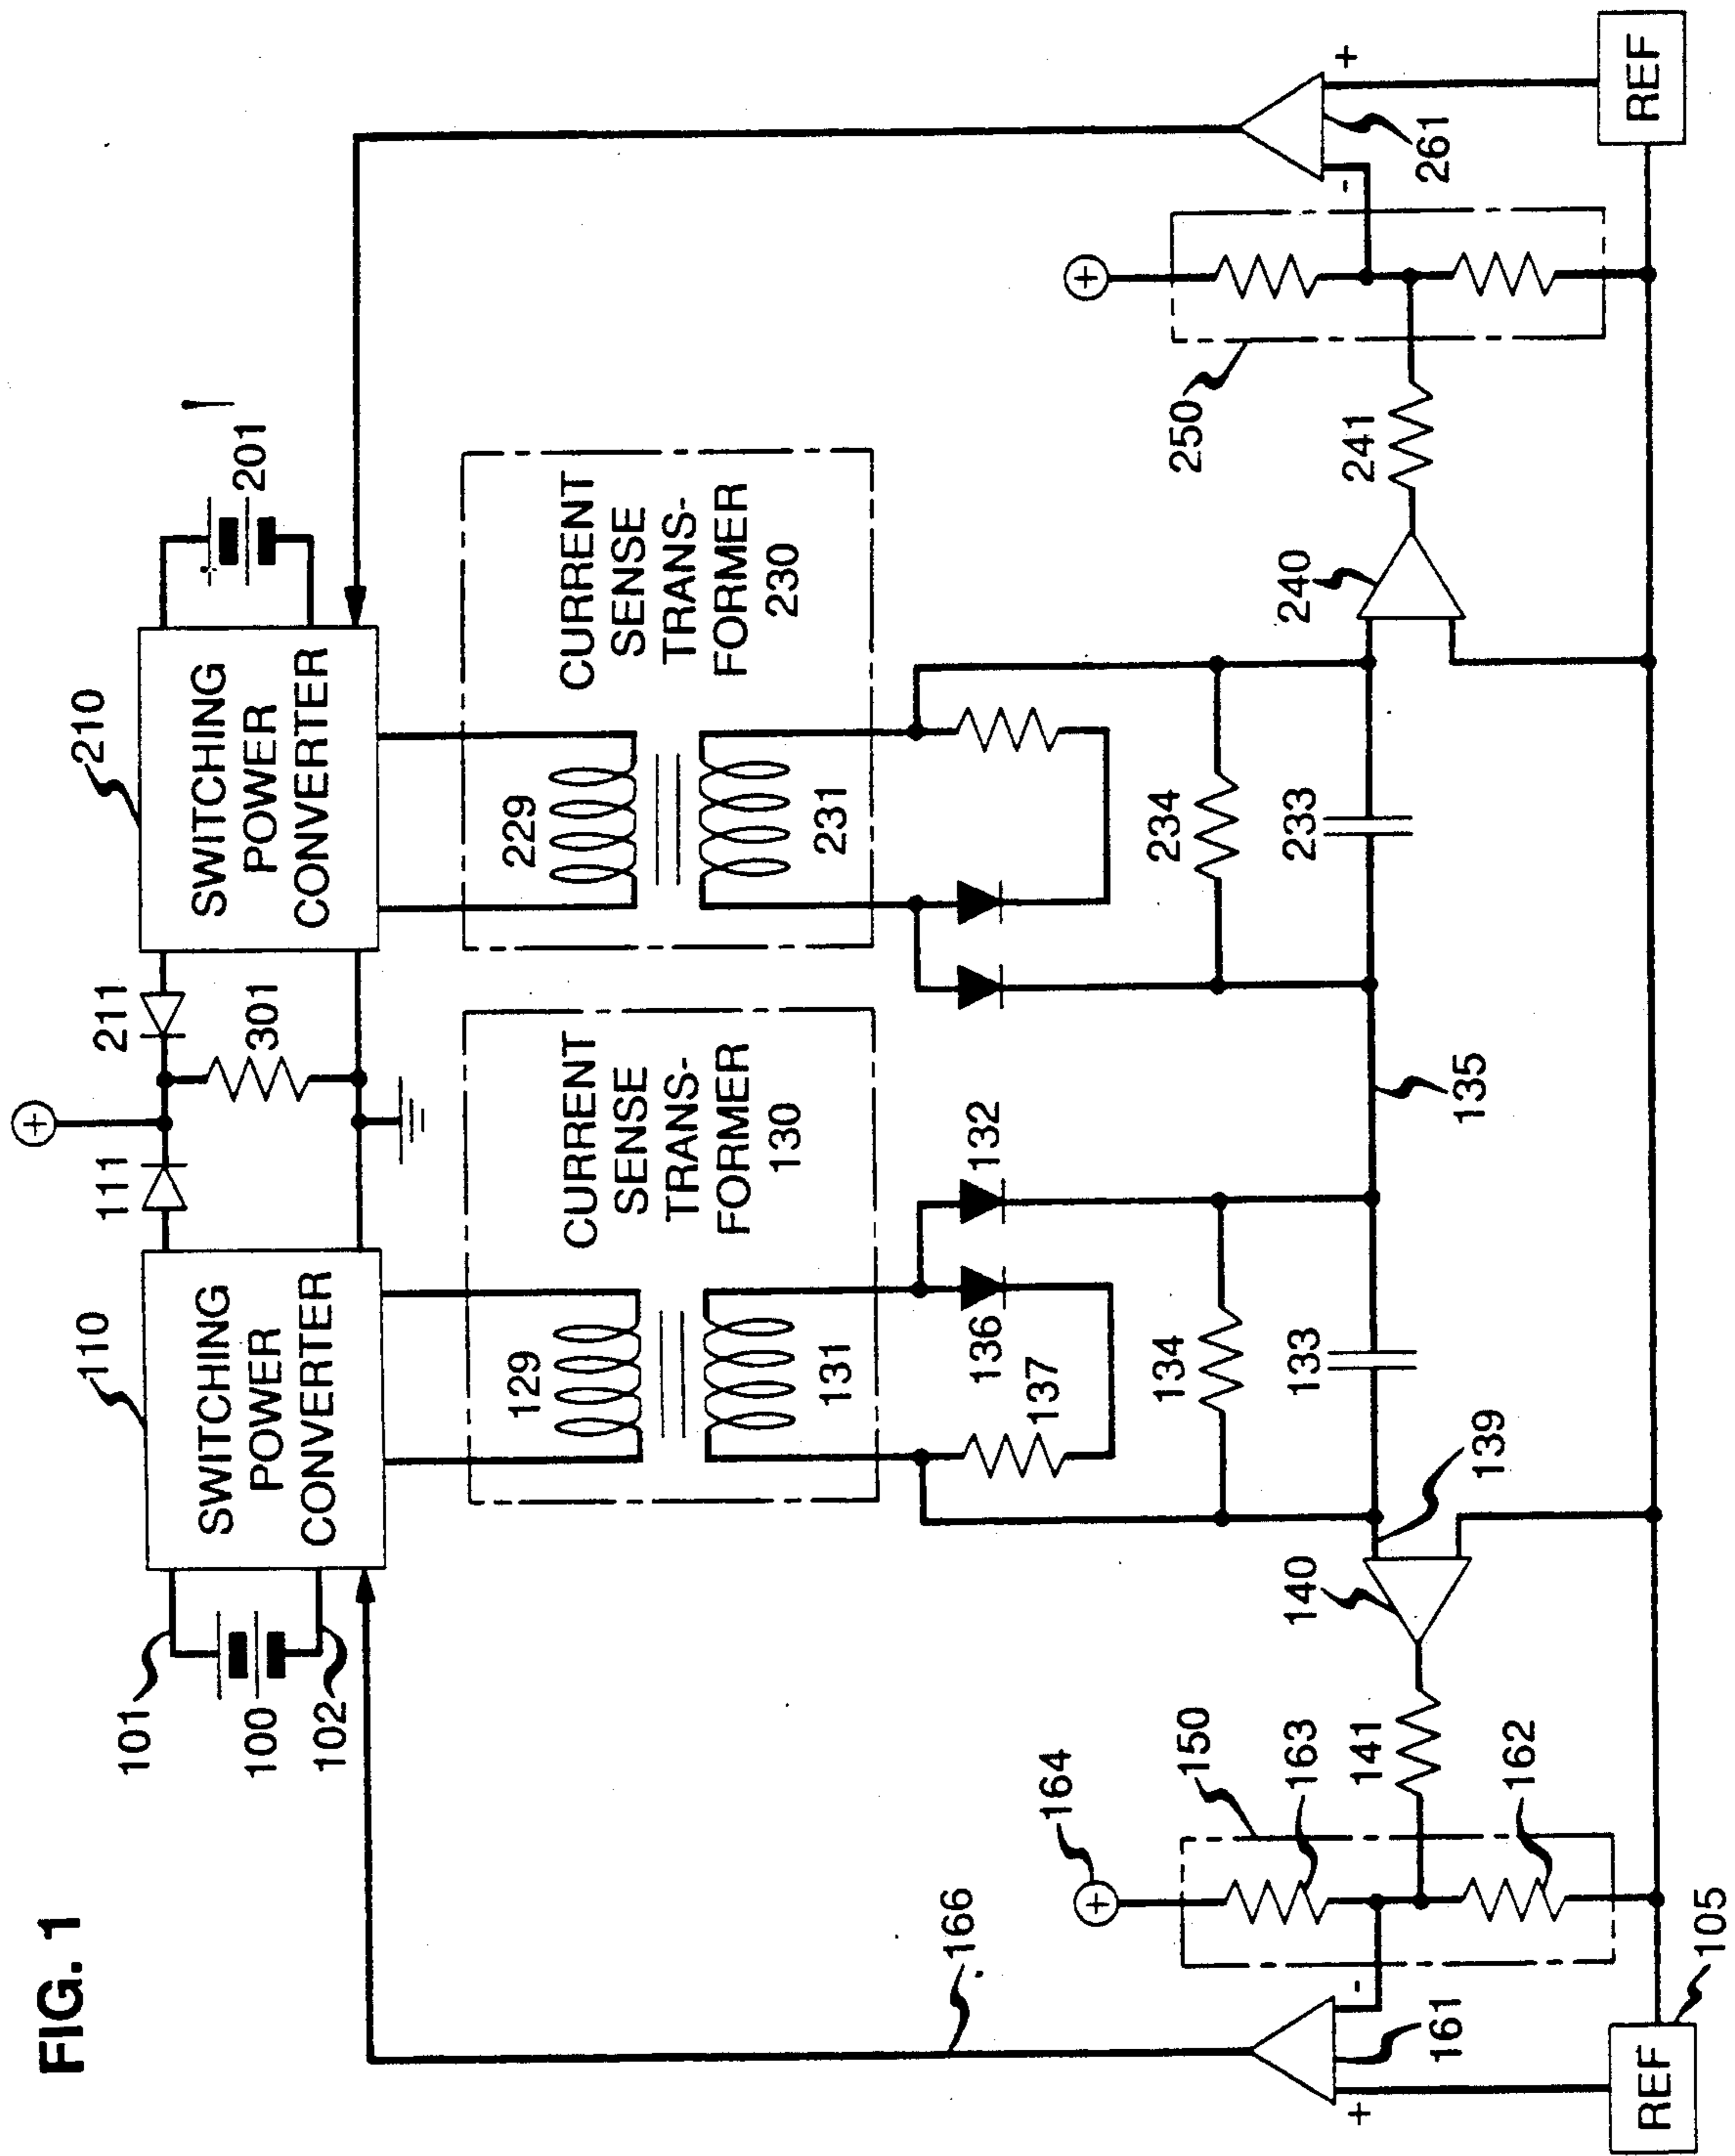 FIG. 1
110
210
101
100
102
SWITCHING
POWER
CONVERTER
111
211
301
SWITCHING
POWER
CONVERTER
201
129
131
CURRENT
SENSE
TRANS-
FORMER
130
229
231
CURRENT
SENSE
TRANS-
FORMER
230
166
136
132
137
134
133
135
234
233
139
140
240
164
150
163
141
162
241
250
161
261
-
+
-
+
REF
105
REF